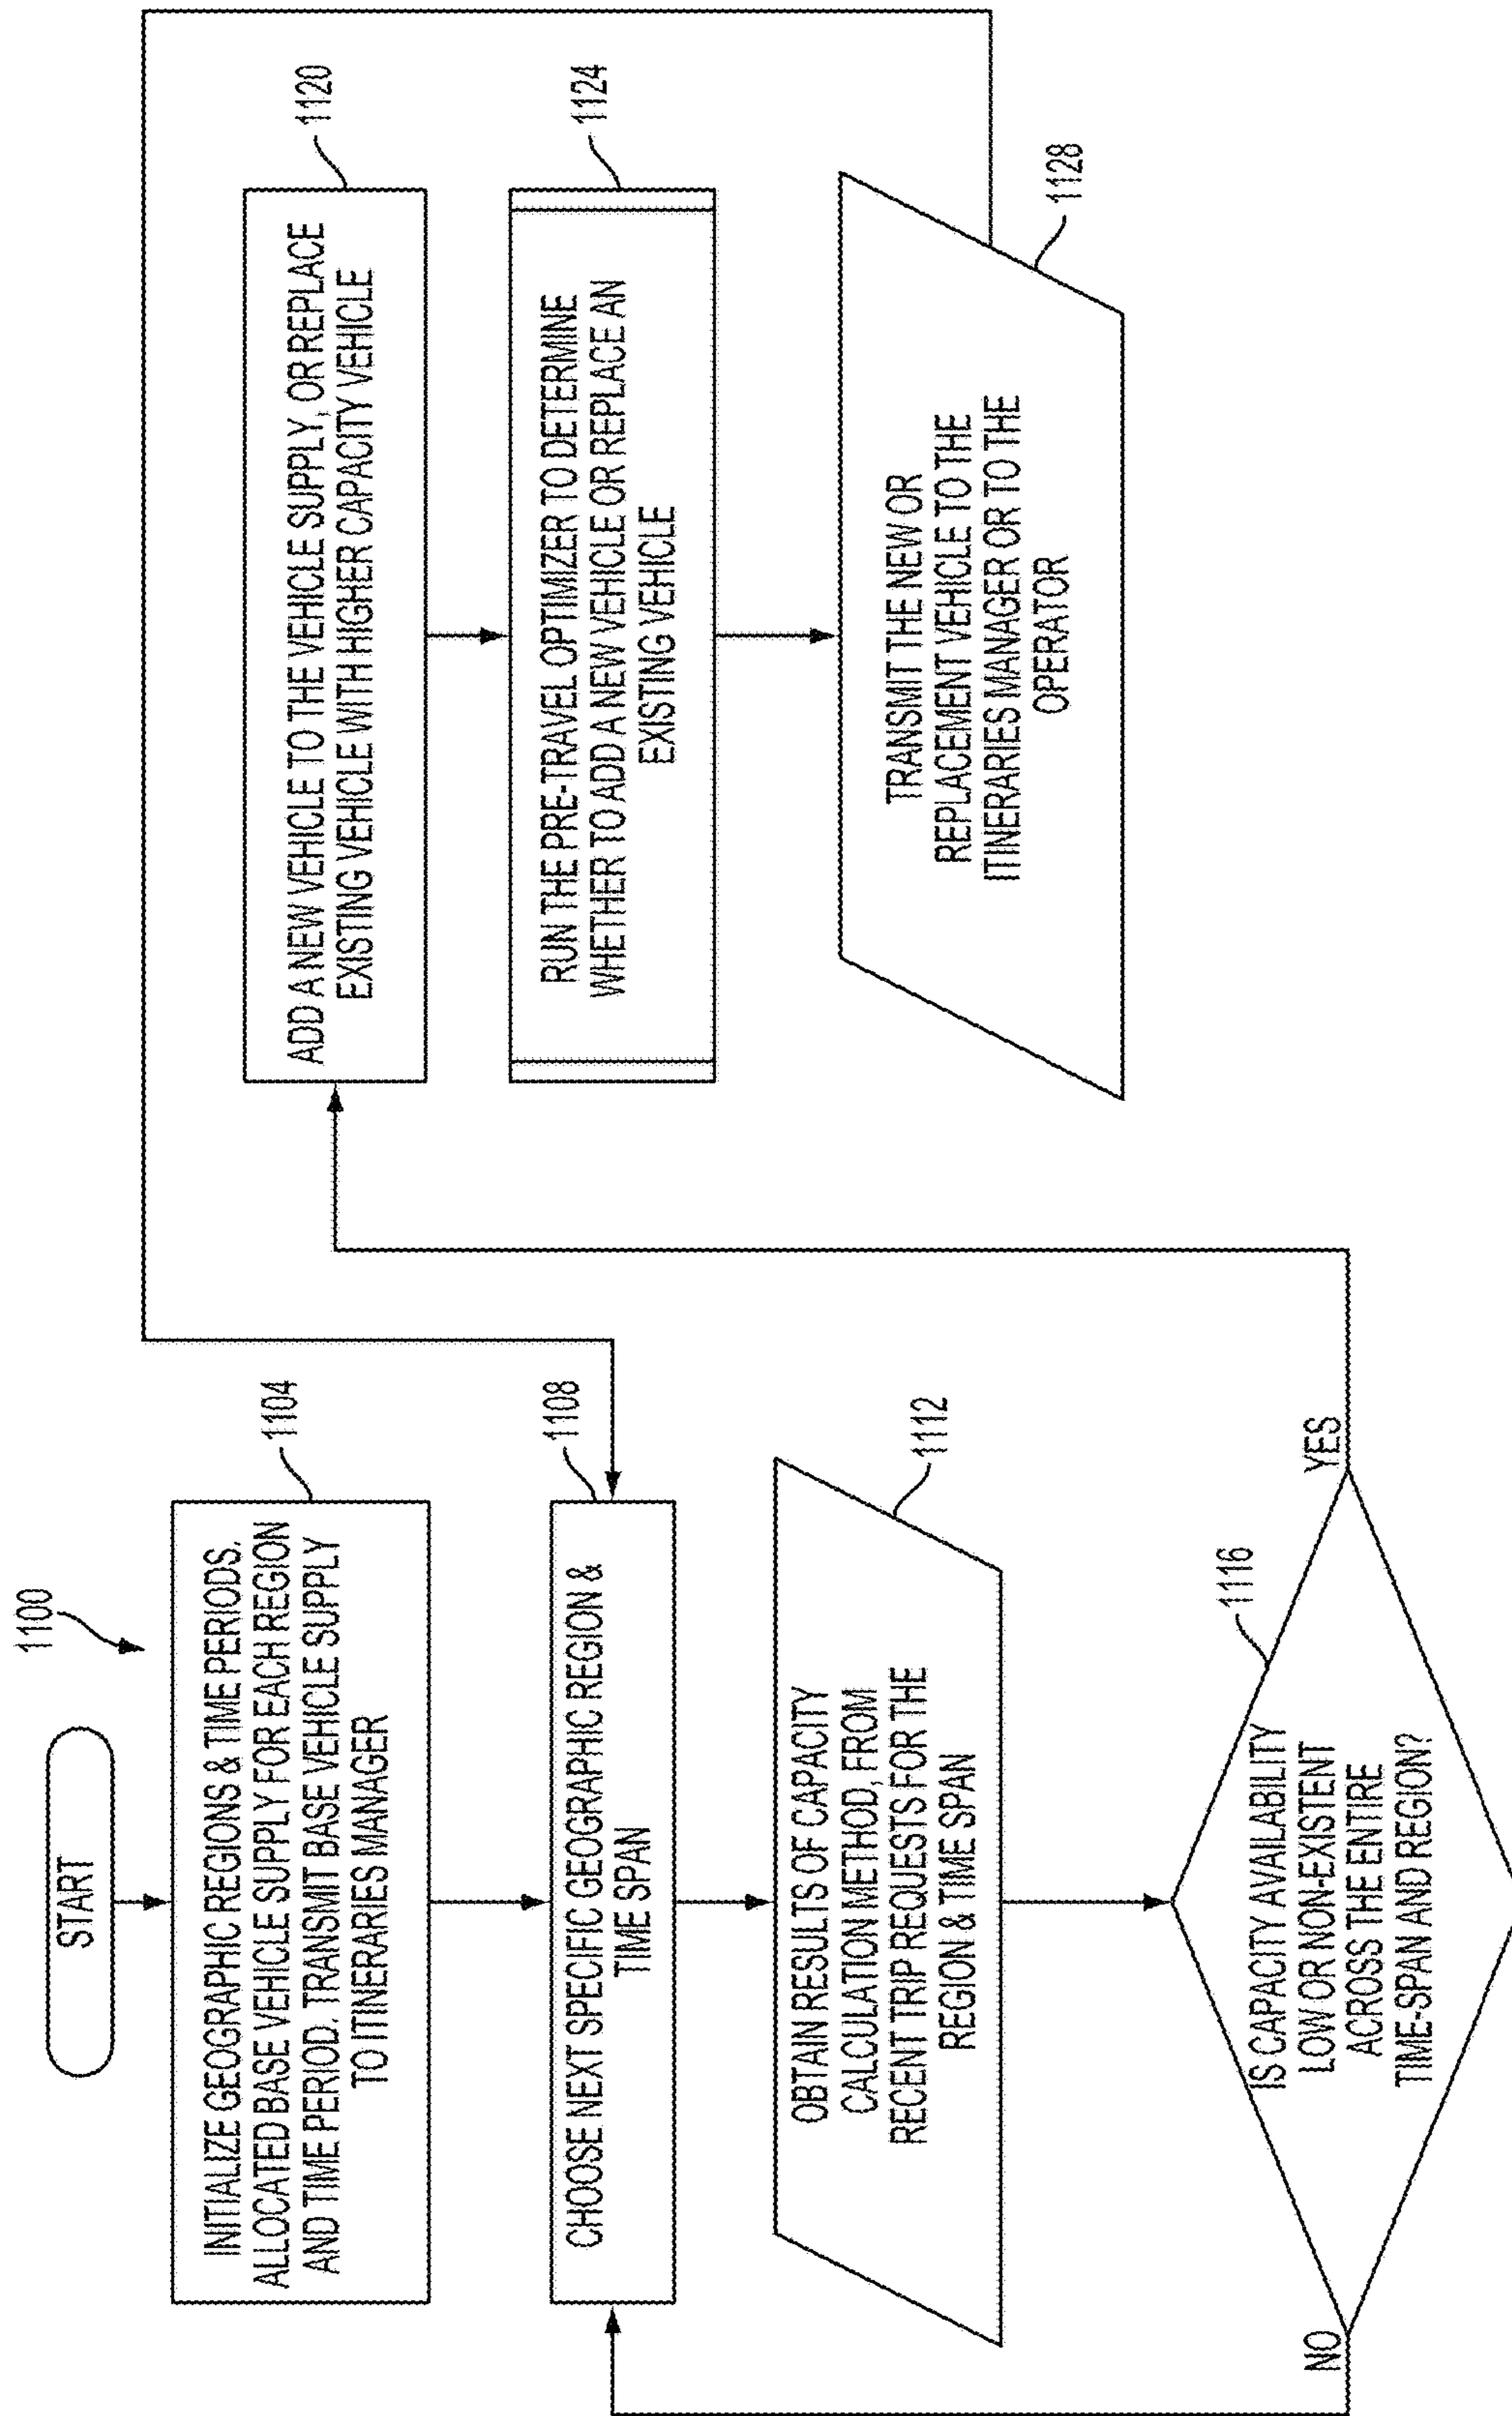 1100
START
INITIALIZE GEOGRAPHIC REGIONS & TIME PERIODS.
ALLOCATED BASE VEHICLE SUPPLY FOR EACH REGION
AND TIME PERIOD. TRANSMIT BASE VEHICLE SUPPLY
TO ITINERARIES MANAGER
1104
CHOOSE NEXT SPECIFIC GEOGRAPHIC REGION &
TIME SPAN
1108
OBTAIN RESULTS OF CAPACITY
CALCULATION METHOD, FROM
RECENT TRIP REQUESTS FOR THE
REGION & TIME SPAN
1112
IS CAPACITY AVAILABILITY
LOW OR NON-EXISTENT
ACROSS THE ENTIRE
TIME-SPAN AND REGION?
1116
NO
YES
ADD A NEW VEHICLE TO THE VEHICLE SUPPLY, OR REPLACE
EXISTING VEHICLE WITH HIGHER CAPACITY VEHICLE
1120
RUN THE PRE-TRAVEL OPTIMIZER TO DETERMINE
WHETHER TO ADD A NEW VEHICLE OR REPLACE AN
EXISTING VEHICLE
1124
TRANSMIT THE NEW OR
REPLACEMENT VEHICLE TO THE
ITINERARIES MANAGER OR TO THE
OPERATOR
1128